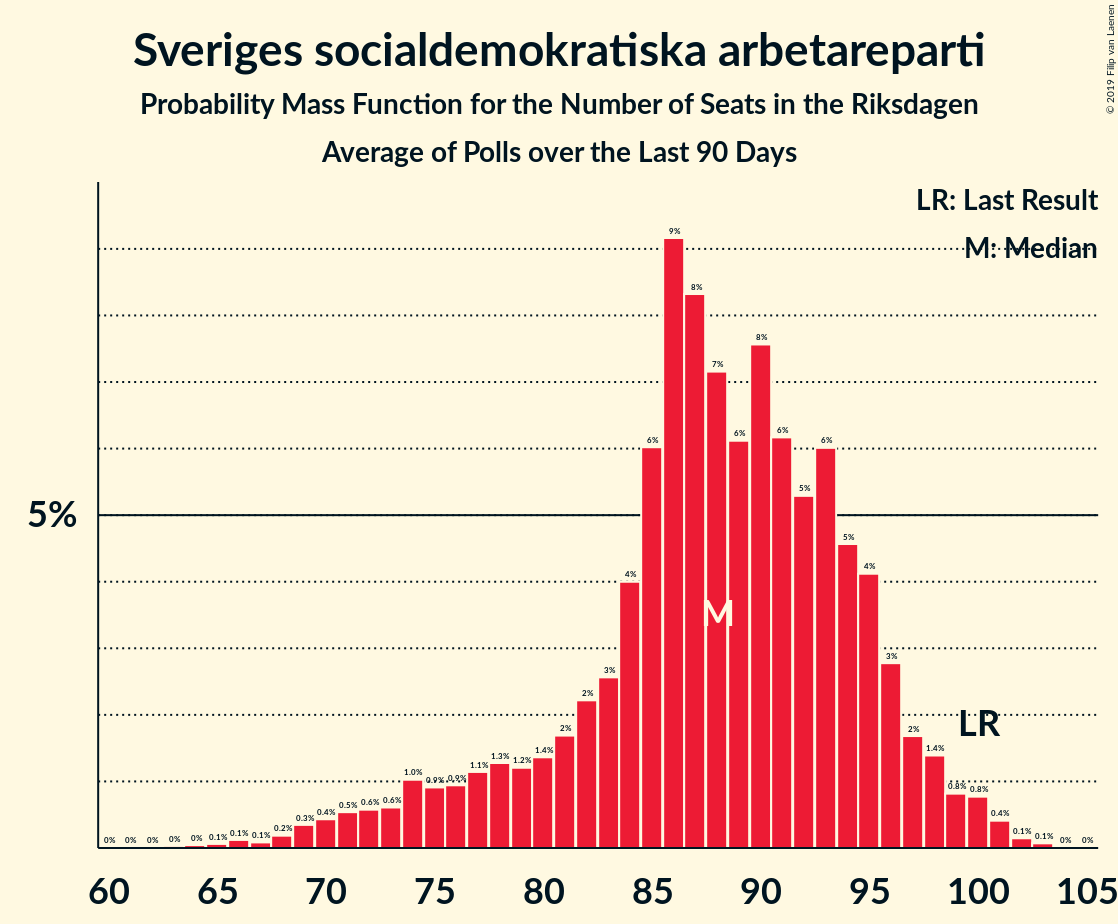 Sveriges socialdemokratiska arbetareparti
Probability Mass Function for the Number of Seats in the Riksdagen
Average of Polls over the Last 90 Days
© 2019 Filip van Laenen
LR: Last Result
M: Median
5%
0% 0% 0% 0% 0% 0.1% 0.1% 0.1% 0.2% 0.3% 0.4% 0.5% 0.6% 0.6% 1.0% 0.9% 0.9% 1.1% 1.3% 1.2% 1.4% 2% 2% 3% 4% 6% 9% 8% 7% 6% 8% 6% 5% 6% 5% 4% 3% 2% 1.4% 0.8% 0.8% 0.4% 0.1% 0.1% 0% 0%
M
LR
60 65 70 75 80 85 90 95 100 105